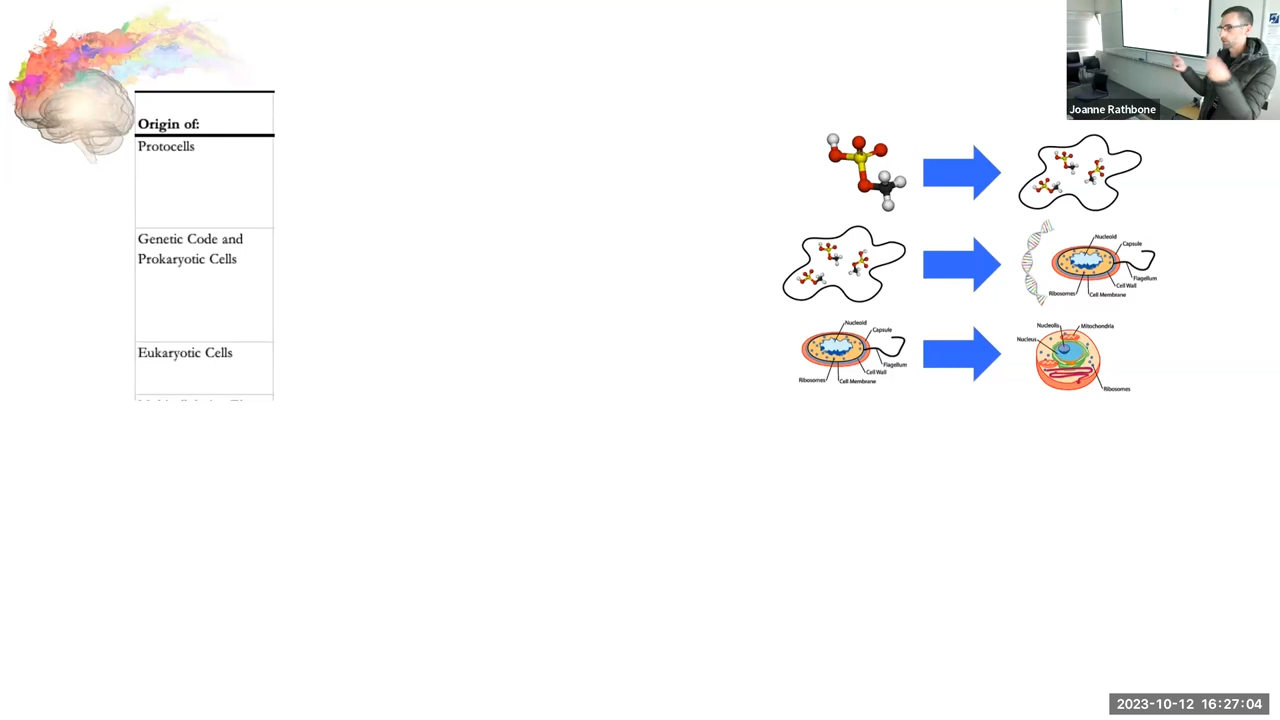 Joanne Rathbone
Origin of:
Protocells
Genetic Code and
Prokaryotic Cells
Nucleoid
Capsule
Flagellum
Cell Wall
Ribosomes
Cell Membrane
Eukaryotic Cells
Nucleoid
Capsule
Flagellum
Cell Wall
Ribosomes
Cell Membrane
Nucleolis
Mitochondria
Nucleus
Ribosomes
2023-10-12 16:27:04